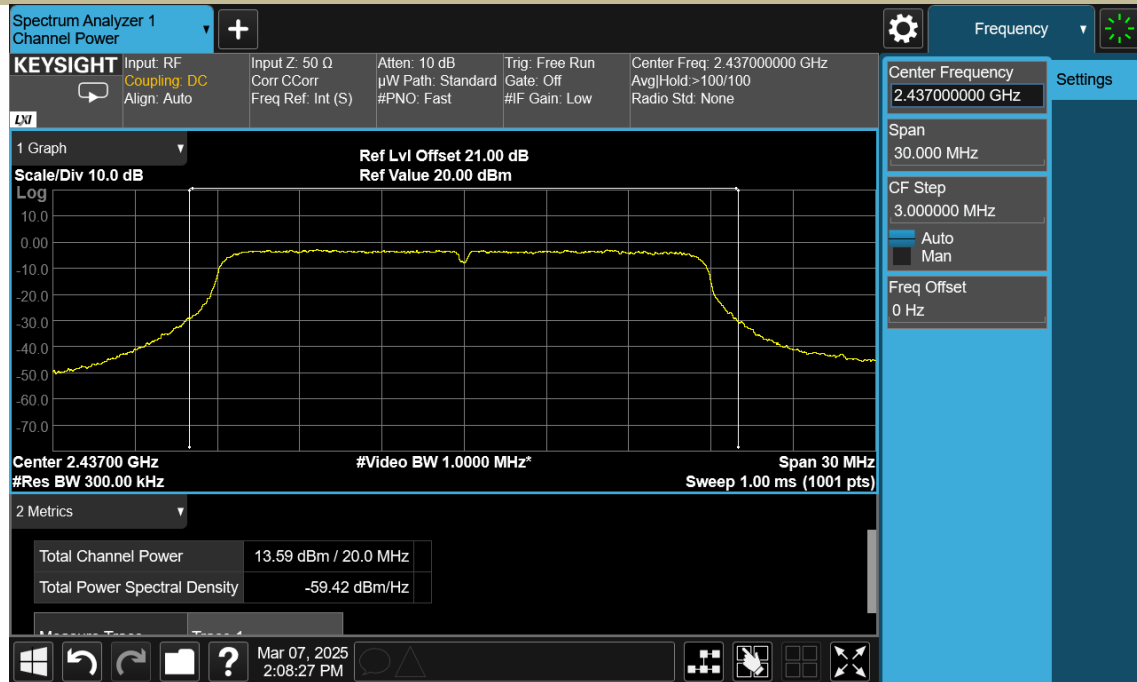 Spectrum Analyzer 1
Channel Power
Frequency
KEYSIGHT
LXI
Input: RF
Coupling: DC
Align: Auto
Input Z: 50 Ω
Corr CCorr
Freq Ref: Int (S)
Atten: 10 dB
µW Path: Standard
#PNO: Fast
Trig: Free Run
Gate: Off
#IF Gain: Low
Center Freq: 2.437000000 GHz
Avg|Hold:>100/100
Radio Std: None
Center Frequency
2.437000000 GHz
Settings
Span
30.000 MHz
CF Step
3.000000 MHz
Auto
Man
Freq Offset
0 Hz
1 Graph
Scale/Div 10.0 dB
Ref Lvl Offset 21.00 dB
Ref Value 20.00 dBm
Log
10.0
0.00
-10.0
-20.0
-30.0
-40.0
-50.0
-60.0
-70.0
Center 2.43700 GHz
#Video BW 1.0000 MHz*
Span 30 MHz
#Res BW 300.00 kHz
Sweep 1.00 ms (1001 pts)
2 Metrics
Total Channel Power
13.59 dBm / 20.0 MHz
Total Power Spectral Density
-59.42 dBm/Hz
Mar 07, 2025
2:08:27 PM